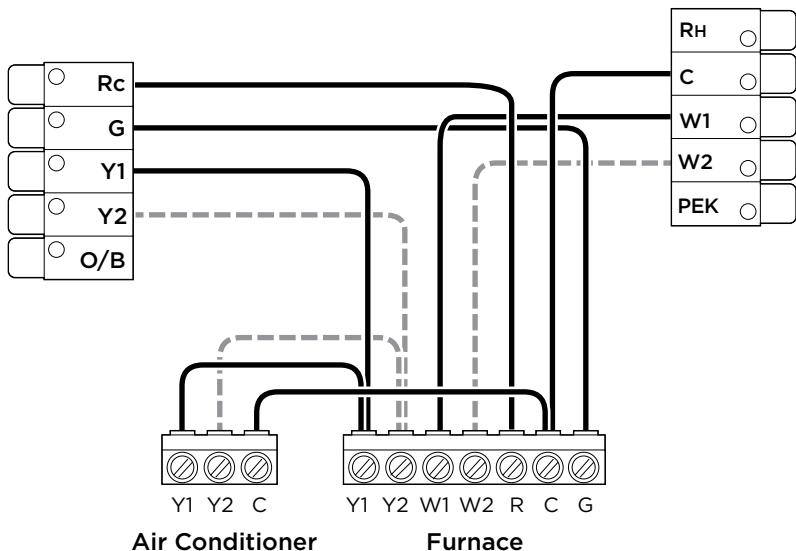 Rc
G
Y1
Y2
O/B
RH
C
W1
W2
PEK
Y1 Y2 C
Y1 Y2 W1 W2 R C G
Air Conditioner
Furnace